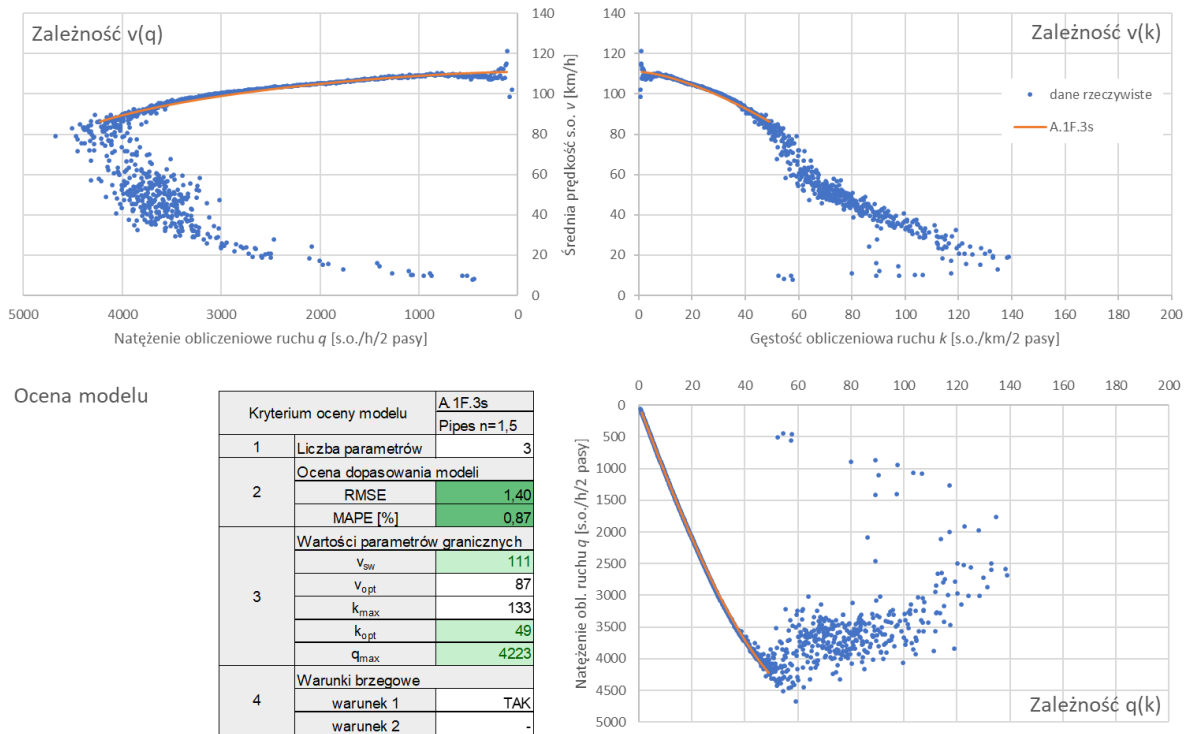 Zależność v(q)
140
120
100
80
60
40
20
0
Średnia prędkość s.o. v [km/h]
5000 4000 3000 2000 1000 0
Natężenie obliczeniowe ruchu q [s.o./h/2 pasy]
Zależność v(k)
140
120
100
80
60
40
20
0
dane rzeczywiste
A.1F.3s
0 20 40 60 80 100 120 140 160 180 200
Gęstość obliczeniowa ruchu k [s.o./km/2 pasy]
Ocena modelu
Kryterium oceny modelu A.1F.3s
Pipes n=1,5
1 Liczba parametrów 3
2 Ocena dopasowania modeli
RMSE 1,40
MAPE [%] 0,87
3 Wartości parametrów granicznych
vsw 111
vopt 87
kmax 133
kopt 49
qmax 4223
4 Warunki brzegowe
warunek 1 TAK
warunek 2 -
0 20 40 60 80 100 120 140 160 180 200
0
500
1000
1500
2000
2500
3000
3500
4000
4500
5000
Natężenie obl. ruchu q [s.o./h/2 pasy]
Zależność q(k)